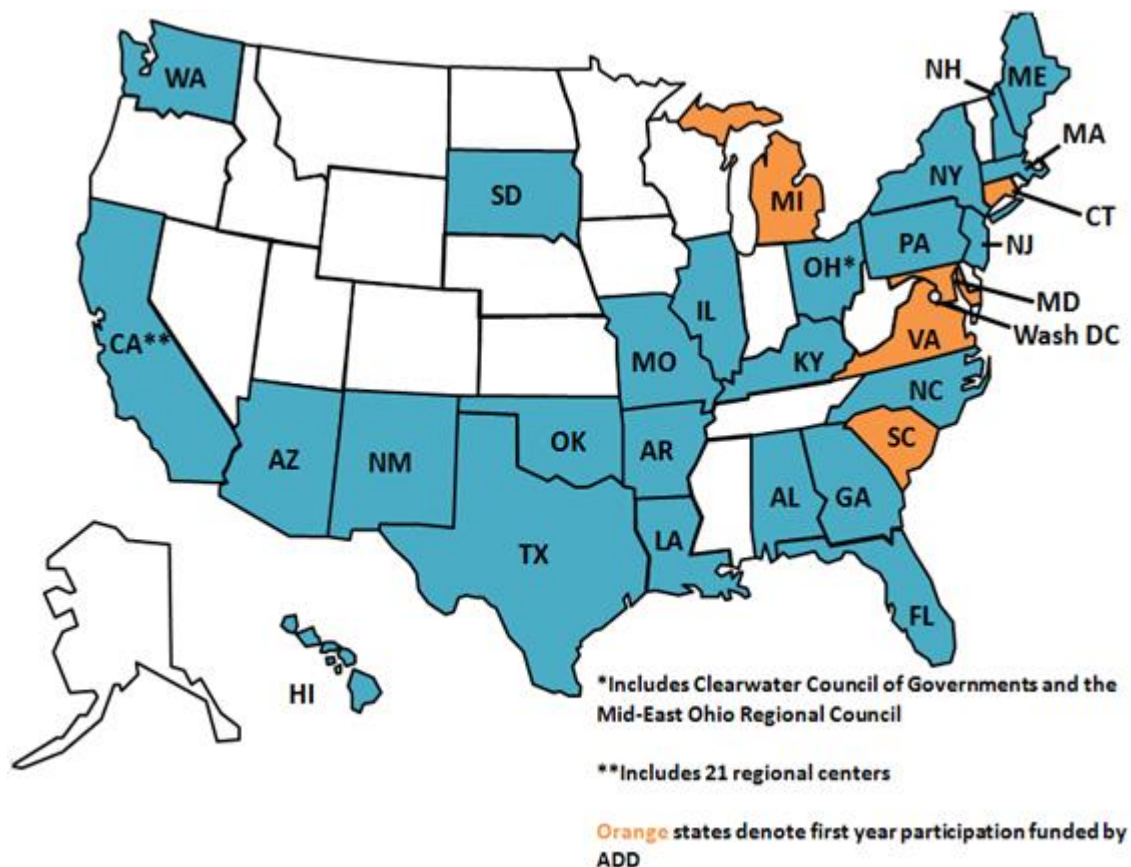 NH
ME
WA
MA
SD
NY
MI
CT
PA
NJ
OH*
MD
IL
Wash DC
CA**
VA
MO
KY
NC
SC
OK
AR
AZ
NM
AL
GA
LA
TX
FL
HI
*Includes Clearwater Council of Governments and the
Mid-East Ohio Regional Council
**Includes 21 regional centers
Orange states denote first year participation funded by
ADD